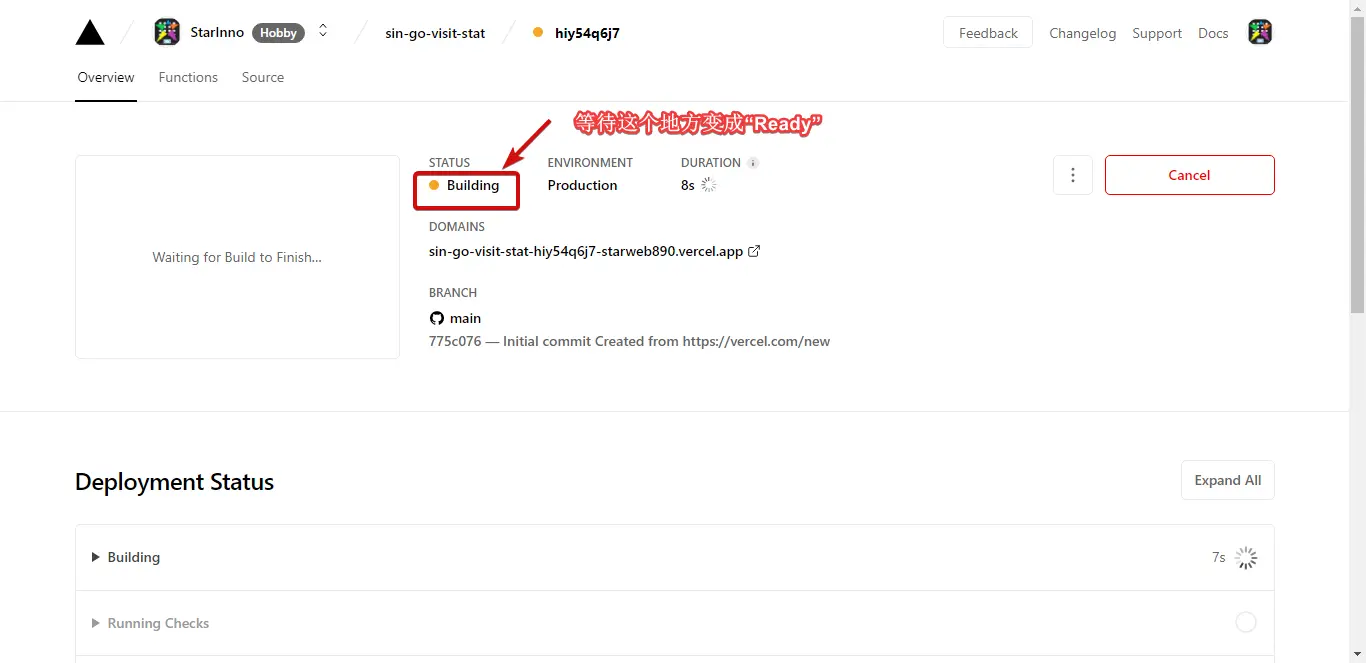 StarInno Hobby sin-go-visit-stat hiy54q6j7 Feedback Changelog Support Docs
Overview Functions Source
等待这个地方变成“Ready”
STATUS ENVIRONMENT DURATION
Building Production 8s Cancel
DOMAINS
sin-go-visit-stat-hiy54q6j7-starweb890.vercel.app
Waiting for Build to Finish...
BRANCH
main
775c076 — Initial commit Created from https://vercel.com/new
Deployment Status Expand All
Building 7s
Running Checks